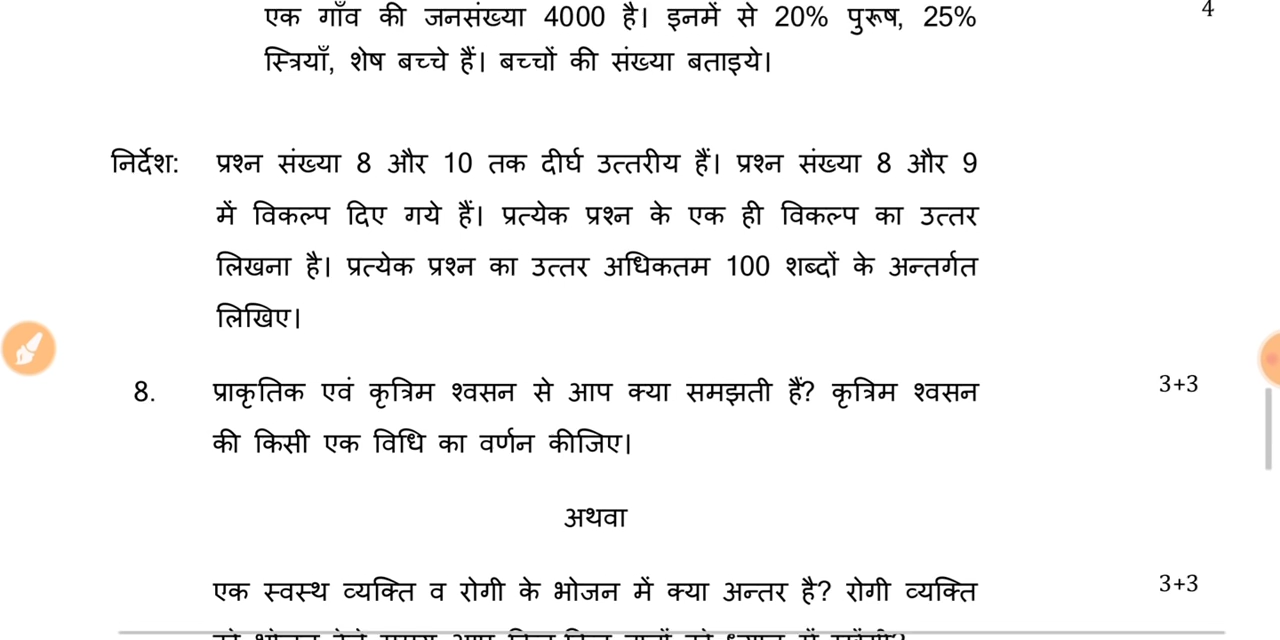 एक गाँव की जनसंख्या 4000 है। इनमें से 20% पुरूष, 25% 4
स्त्रियाँ, शेष बच्चे हैं। बच्चों की संख्या बताइये।
निर्देश: प्रश्न संख्या 8 और 10 तक दीर्घ उत्तरीय हैं। प्रश्न संख्या 8 और 9
में विकल्प दिए गये हैं। प्रत्येक प्रश्न के एक ही विकल्प का उत्तर
लिखना है। प्रत्येक प्रश्न का उत्तर अधिकतम 100 शब्दों के अन्तर्गत
लिखिए।
8. प्राकृतिक एवं कृत्रिम श्वसन से आप क्या समझती हैं? कृत्रिम श्वसन 3+3
की किसी एक विधि का वर्णन कीजिए।
अथवा
एक स्वस्थ व्यक्ति व रोगी के भोजन में क्या अन्तर है? रोगी व्यक्ति 3+3